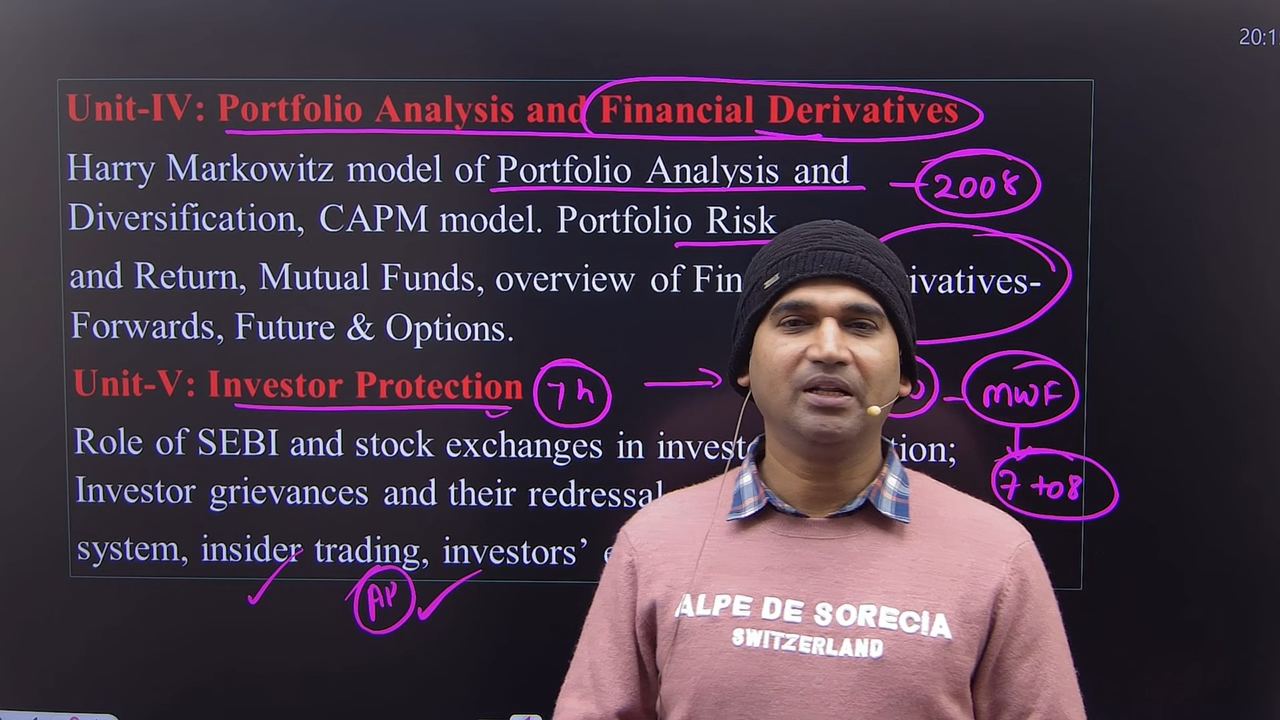 20:1
Unit-IV: Portfolio Analysis and Financial Derivatives
Harry Markowitz model of Portfolio Analysis and
2008
Diversification, CAPM model. Portfolio Risk
and Return, Mutual Funds, overview of Fin ivatives-
Forwards, Future & Options.
Unit-V: Investor Protection 7h MWF
Role of SEBI and stock exchanges in invest tion;
7 to 8
Investor grievances and their redressal
system, insider trading, investors’
AP
ALPE DE SORECIA
SWITZERLAND